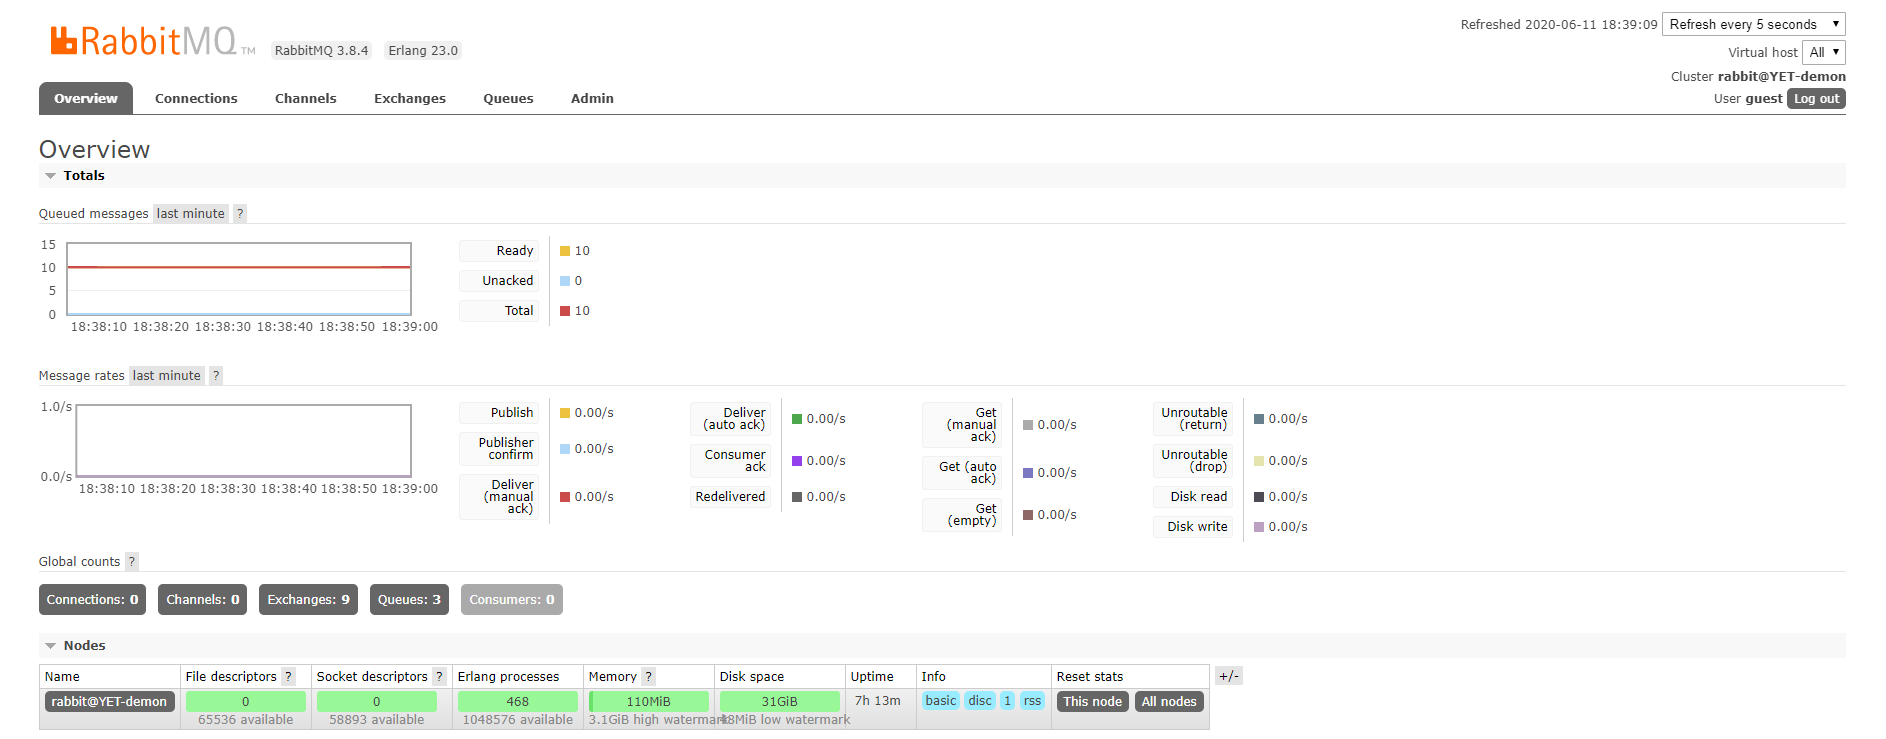 RabbitMQ TM RabbitMQ 3.8.4 Erlang 23.0
Refreshed 2020-06-11 18:39:09 Refresh every 5 seconds
Virtual host All
Cluster rabbit@YET-demon
User guest Log out
Overview Connections Channels Exchanges Queues Admin
Overview
Totals
Queued messages last minute ?
15
10
5
0
18:38:10 18:38:20 18:38:30 18:38:40 18:38:50 18:39:00
Ready 10
Unacked 0
Total 10
Message rates last minute ?
1.0/s
0.0/s
18:38:10 18:38:20 18:38:30 18:38:40 18:38:50 18:39:00
Publish 0.00/s
Publisher
confirm 0.00/s
Deliver
(manual
ack) 0.00/s
Deliver
(auto ack) 0.00/s
Consumer
ack 0.00/s
Redelivered 0.00/s
Get
(manual
ack) 0.00/s
Get (auto
ack) 0.00/s
Get
(empty) 0.00/s
Unroutable
(return) 0.00/s
Unroutable
(drop) 0.00/s
Disk read 0.00/s
Disk write 0.00/s
Global counts ?
Connections: 0 Channels: 0 Exchanges: 9 Queues: 3 Consumers: 0
Nodes
Name File descriptors ? Socket descriptors ? Erlang processes Memory ? Disk space Uptime Info Reset stats +/-
rabbit@YET-demon 0 0 468 110MiB 31GiB 7h 13m basic disc 1 rss This node All nodes
65536 available 58893 available 1048576 available 3.1GiB high watermark 48MiB low watermark